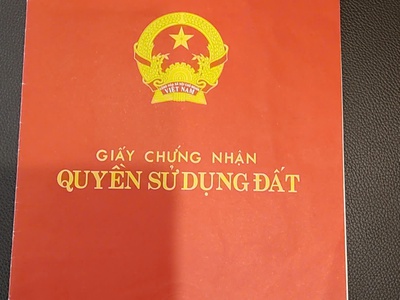 VIỆT NAM
GIẤY CHỨNG NHẬN
QUYỀN SỬ DỤNG ĐẤT